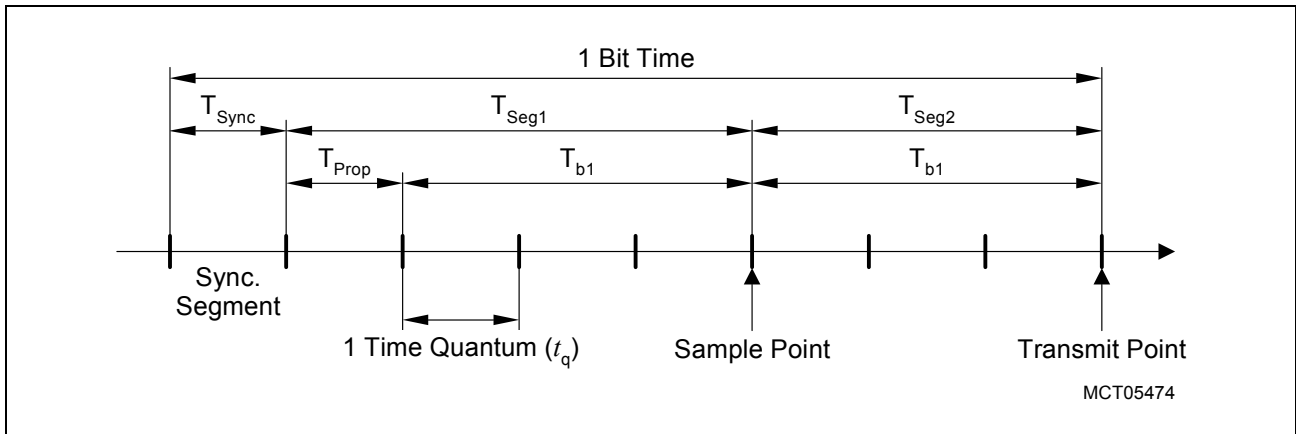 1 Bit Time
TSync TSeg1 TSeg2
TProp Tb1 Tb1
Sync.
Segment
1 Time Quantum (tq) Sample Point Transmit Point
MCT05474